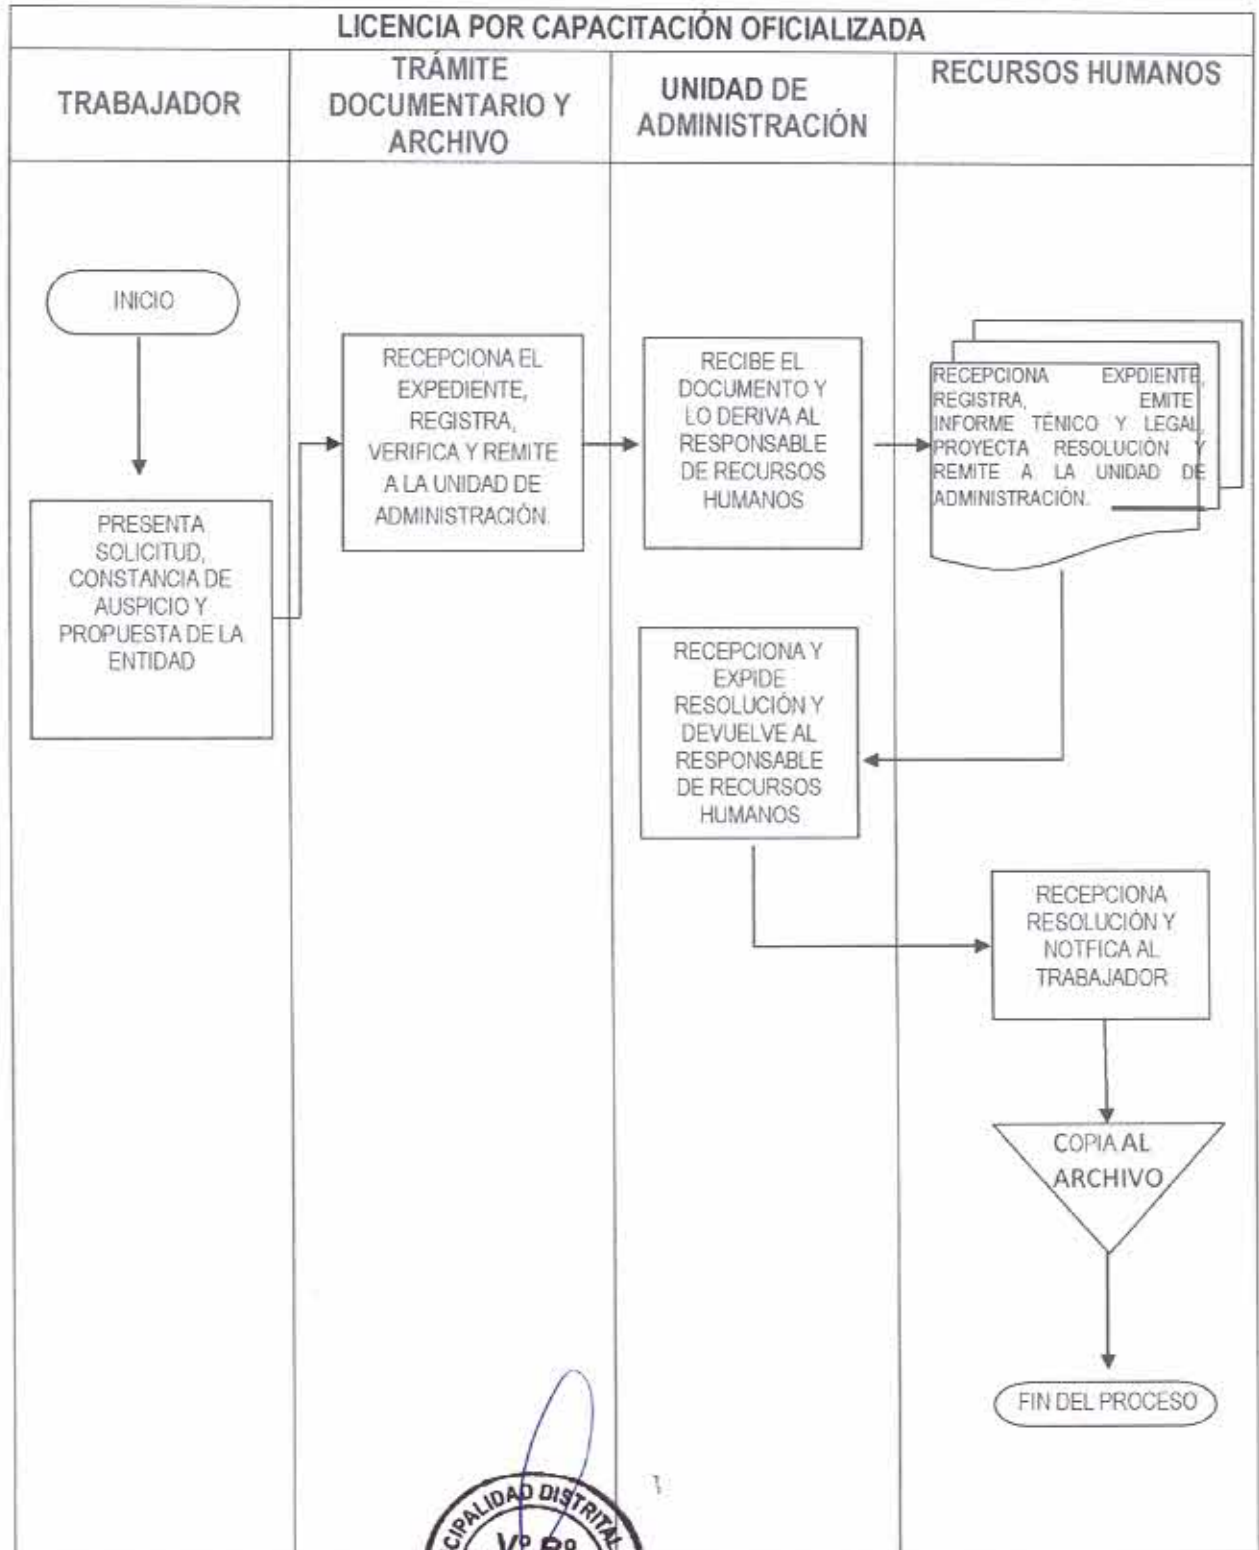 LICENCIA POR CAPACITACIÓN OFICIALIZADA
TRABAJADOR
TRÁMITE
DOCUMENTARIO Y
ARCHIVO
UNIDAD DE
ADMINISTRACIÓN
RECURSOS HUMANOS
INICIO
PRESENTA
SOLICITUD,
CONSTANCIA DE
AUSPICIO Y
PROPUESTA DE LA
ENTIDAD
RECEPCIONA EL
EXPEDIENTE,
REGISTRA,
VERIFICA Y REMITE
A LA UNIDAD DE
ADMINISTRACIÓN.
RECIBE EL
DOCUMENTO Y
LO DERIVA AL
RESPONSABLE
DE RECURSOS
HUMANOS
RECEPCIONA EXPDIENTE,
REGISTRA, EMITE
INFORME TÉNICO Y LEGAL,
PROYECTA RESOLUCIÓN Y
REMITE A LA UNIDAD DE
ADMINISTRACIÓN.
RECEPCIONA Y
EXPIDE
RESOLUCIÓN Y
DEVUELVE AL
RESPONSABLE
DE RECURSOS
HUMANOS
RECEPCIONA
RESOLUCIÓN Y
NOTFICA AL
TRABAJADOR
COPIA AL
ARCHIVO
FIN DEL PROCESO
CIPALIDAD DISTRITAL
Vº Bº